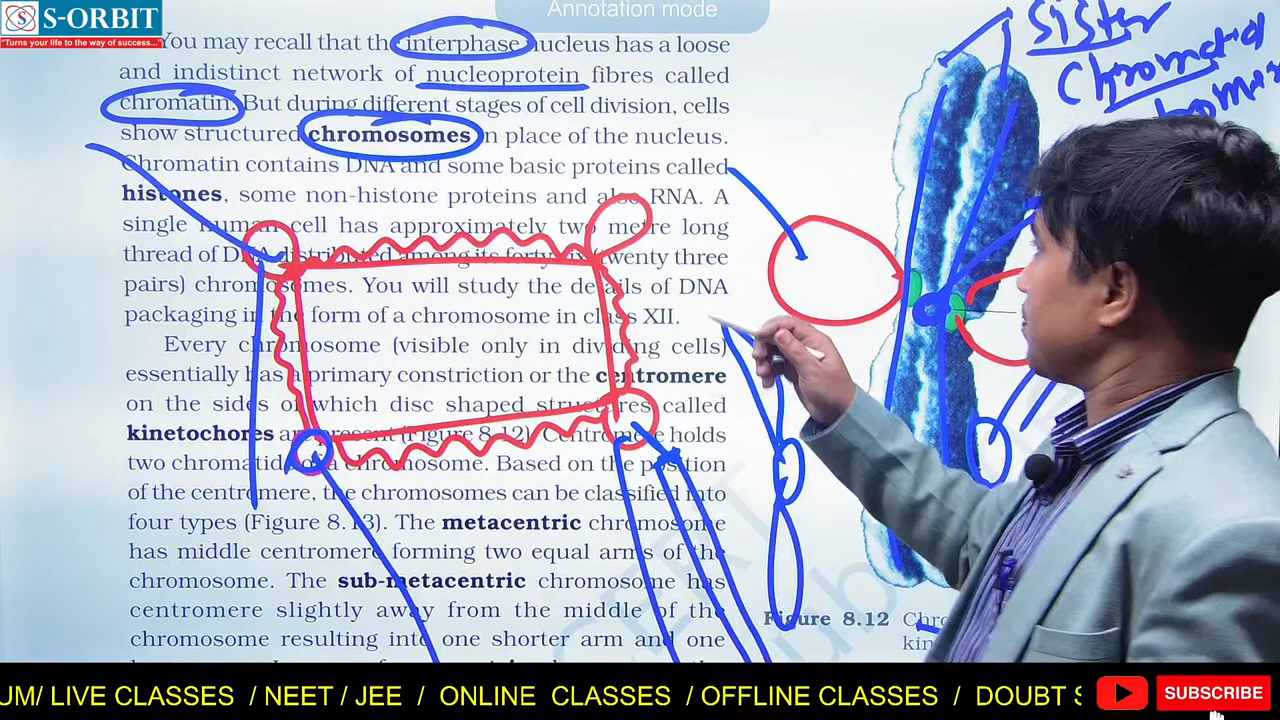 Annotation mode
S-ORBIT
"Turns your life to the way of success..."
You may recall that the interphase nucleus has a loose
and indistinct network of nucleoprotein fibres called
chromatin. But during different stages of cell division, cells
show structured chromosomes in place of the nucleus.
Chromatin contains DNA and some basic proteins called
histones, some non-histone proteins and also RNA. A
single human cell has approximately two metre long
thread of DNA distributed among its forty six (twenty three
pairs) chromosomes. You will study the details of DNA
packaging in the form of a chromosome in class XII.
Every chromosome (visible only in dividing cells)
essentially has a primary constriction or the centromere
on the sides of which disc shaped structures called
kinetochores are present (Figure 8.12). Centromere holds
two chromatids of a chromosome. Based on the position
of the centromere, the chromosomes can be classified into
four types (Figure 8.13). The metacentric chromosome
has middle centromere forming two equal arms of the
chromosome. The sub-metacentric chromosome has
centromere slightly away from the middle of the
chromosome resulting into one shorter arm and one
Sister
Chromatid
Figure 8.12 Chro
kin
UM/ LIVE CLASSES / NEET / JEE / ONLINE CLASSES / OFFLINE CLASSES / DOUBT S
SUBSCRIBE